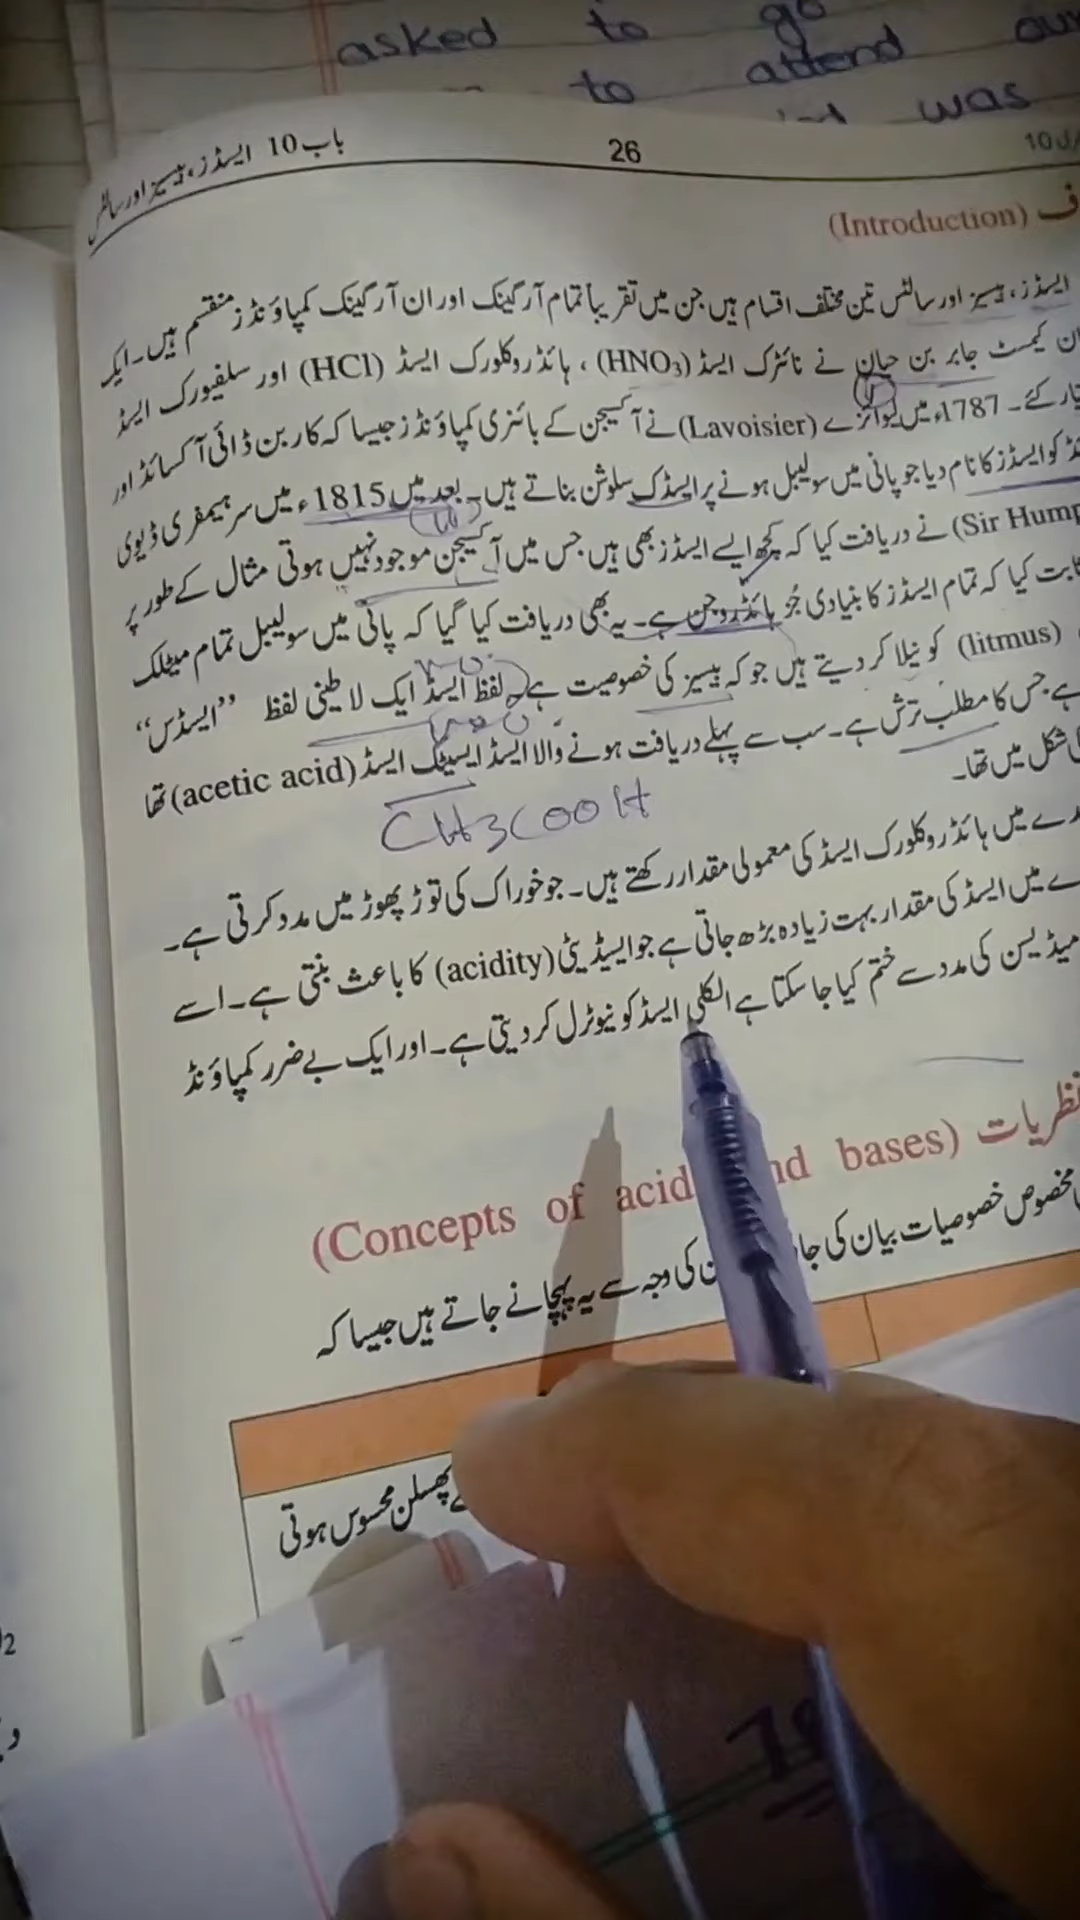 asked to go our
to attend
was
باب 10 ایسڈز، بیسز اور سالٹس 26 10
(Introduction)
ایسڈز، بیسز اور سالٹس تین مختلف اقسام ہیں جن میں تقریباً تمام آرگینک اور ان آرگینک کمپاؤنڈز منقسم ہیں۔ ایک
کیمسٹ جابر بن حیان نے نائٹرک ایسڈ (HNO3) ، ہائڈروکلورک ایسڈ (HCl) اور سلفیورک ایسڈ
کئے۔ 1787ء میں لیوائزے (Lavoisier) نے آکسیجن کے بائنری کمپاؤنڈز جیسا کہ کاربن ڈائی آکسائڈ اور
کو ایسڈز کا نام دیا جو پانی میں سولیبل ہونے پر ایسڈک سلوشن بناتے ہیں۔ بعد میں 1815ء میں سر ہیمفری ڈیوی
(Sir Hump نے دریافت کیا کہ کچھ ایسے ایسڈز بھی ہیں جس میں آکسیجن موجود نہیں ہوتی مثال کے طور پر
ثابت کیا کہ تمام ایسڈز کا بنیادی جُز ہائڈروجن ہے۔ یہ بھی دریافت کیا گیا کہ پانی میں سولیبل تمام میٹلک
(litmus) کو نیلا کر دیتے ہیں جو کہ بیسز کی خصوصیت ہے۔ لفظ ایسڈ ایک لاطینی لفظ ”ایسڈس“
ہے جس کا مطلب ترش ہے۔ سب سے پہلے دریافت ہونے والا ایسڈ ایسیٹک ایسڈ (acetic acid) تھا
شکل میں تھا۔
CH3COOH
میں ہائڈروکلورک ایسڈ کی معمولی مقدار رکھتے ہیں۔ جو خوراک کی توڑ پھوڑ میں مدد کرتی ہے۔
میں ایسڈ کی مقدار بہت زیادہ بڑھ جاتی ہے جو ایسیڈیٹی (acidity) کا باعث بنتی ہے۔ اسے
میڈیسن کی مدد سے ختم کیا جا سکتا ہے الکلی ایسڈ کو نیوٹرل کر دیتی ہے۔ اور ایک بے ضرر کمپاؤنڈ
نظریات (Concepts of acid nd bases)
مخصوص خصوصیات بیان کی جا ن کی وجہ سے یہ پہچانے جاتے ہیں جیسا کہ
پھسلن محسوس ہوتی